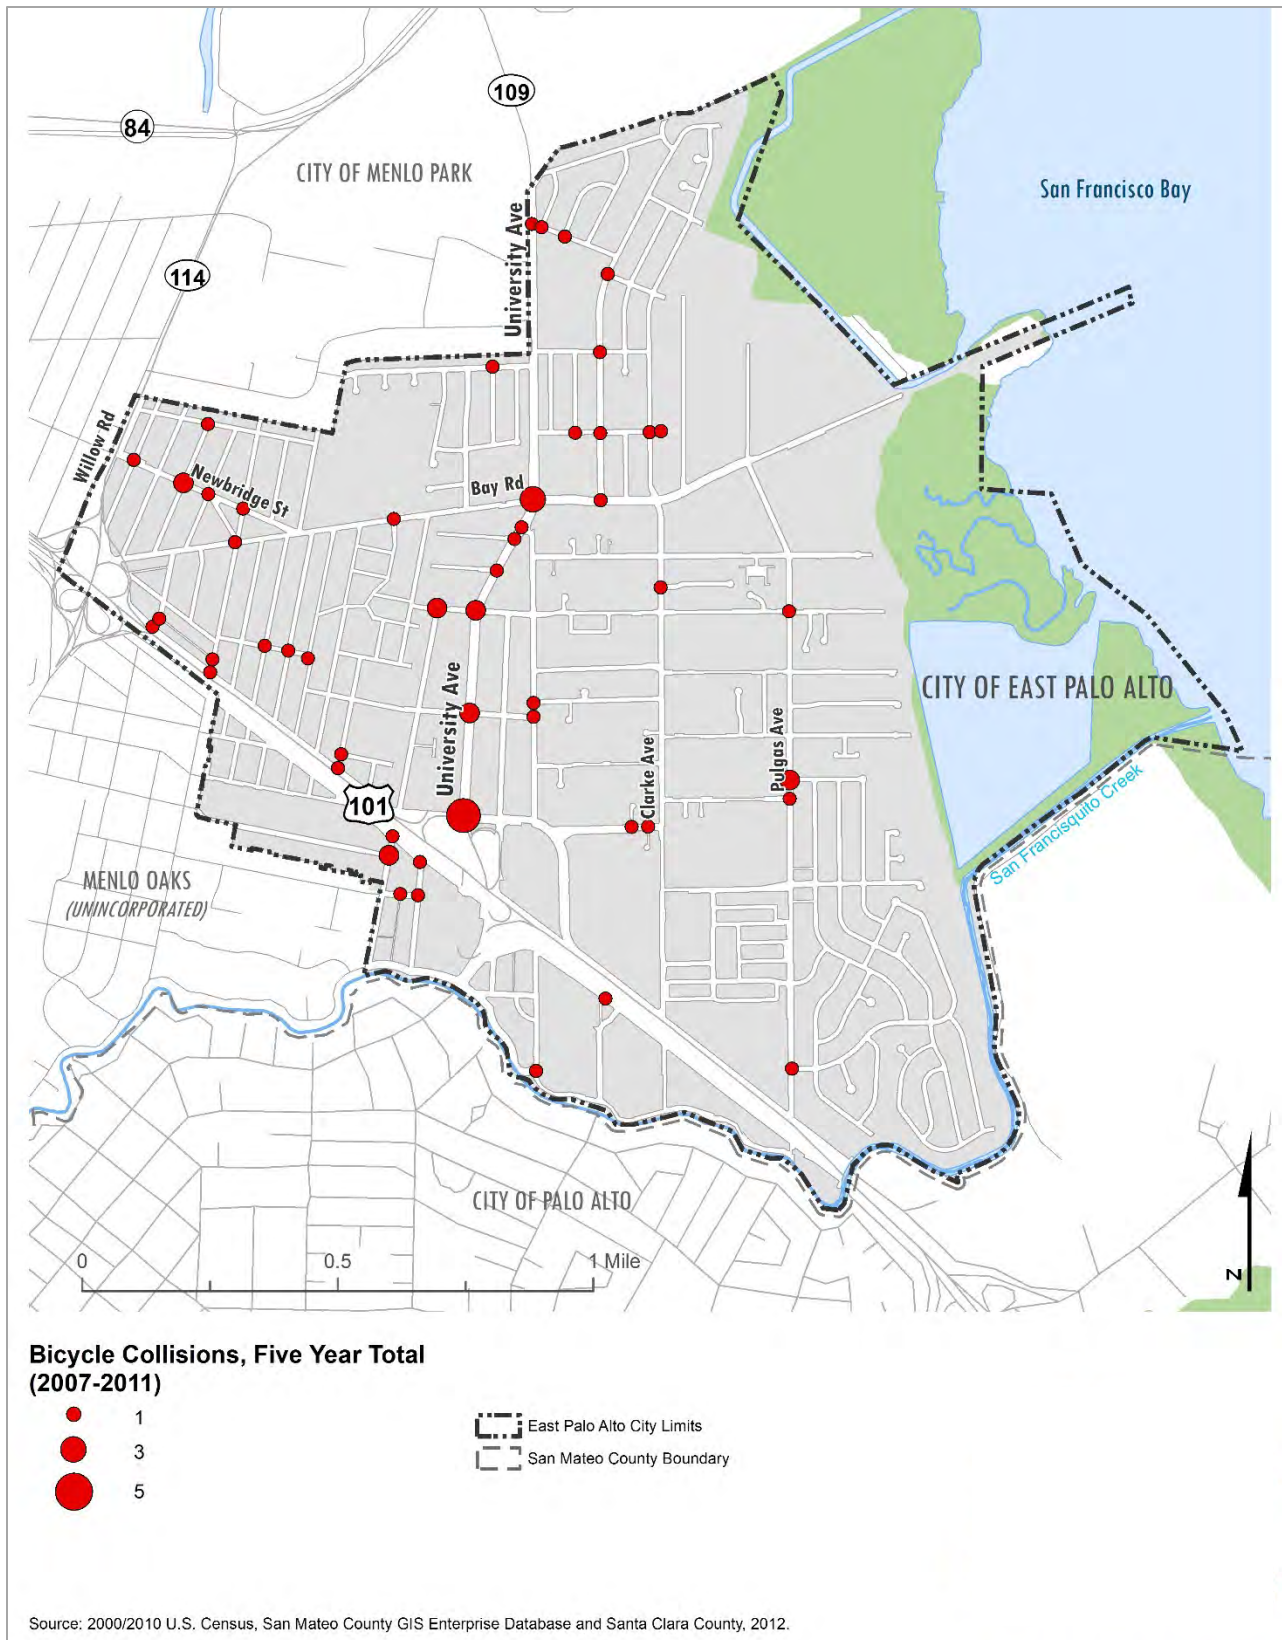 109
84
CITY OF MENLO PARK
San Francisco Bay
University Ave
114
Willow Rd
Newbridge St
Bay Rd
CITY OF EAST PALO ALTO
University Ave
Pulgas Ave
Clarke Ave
101
San Francisquito Creek
MENLO OAKS
(UNINCORPORATED)
CITY OF PALO ALTO
0 0.5 1 Mile
N
Bicycle Collisions, Five Year Total
(2007-2011)
1
3
5
East Palo Alto City Limits
San Mateo County Boundary
Source: 2000/2010 U.S. Census, San Mateo County GIS Enterprise Database and Santa Clara County, 2012.